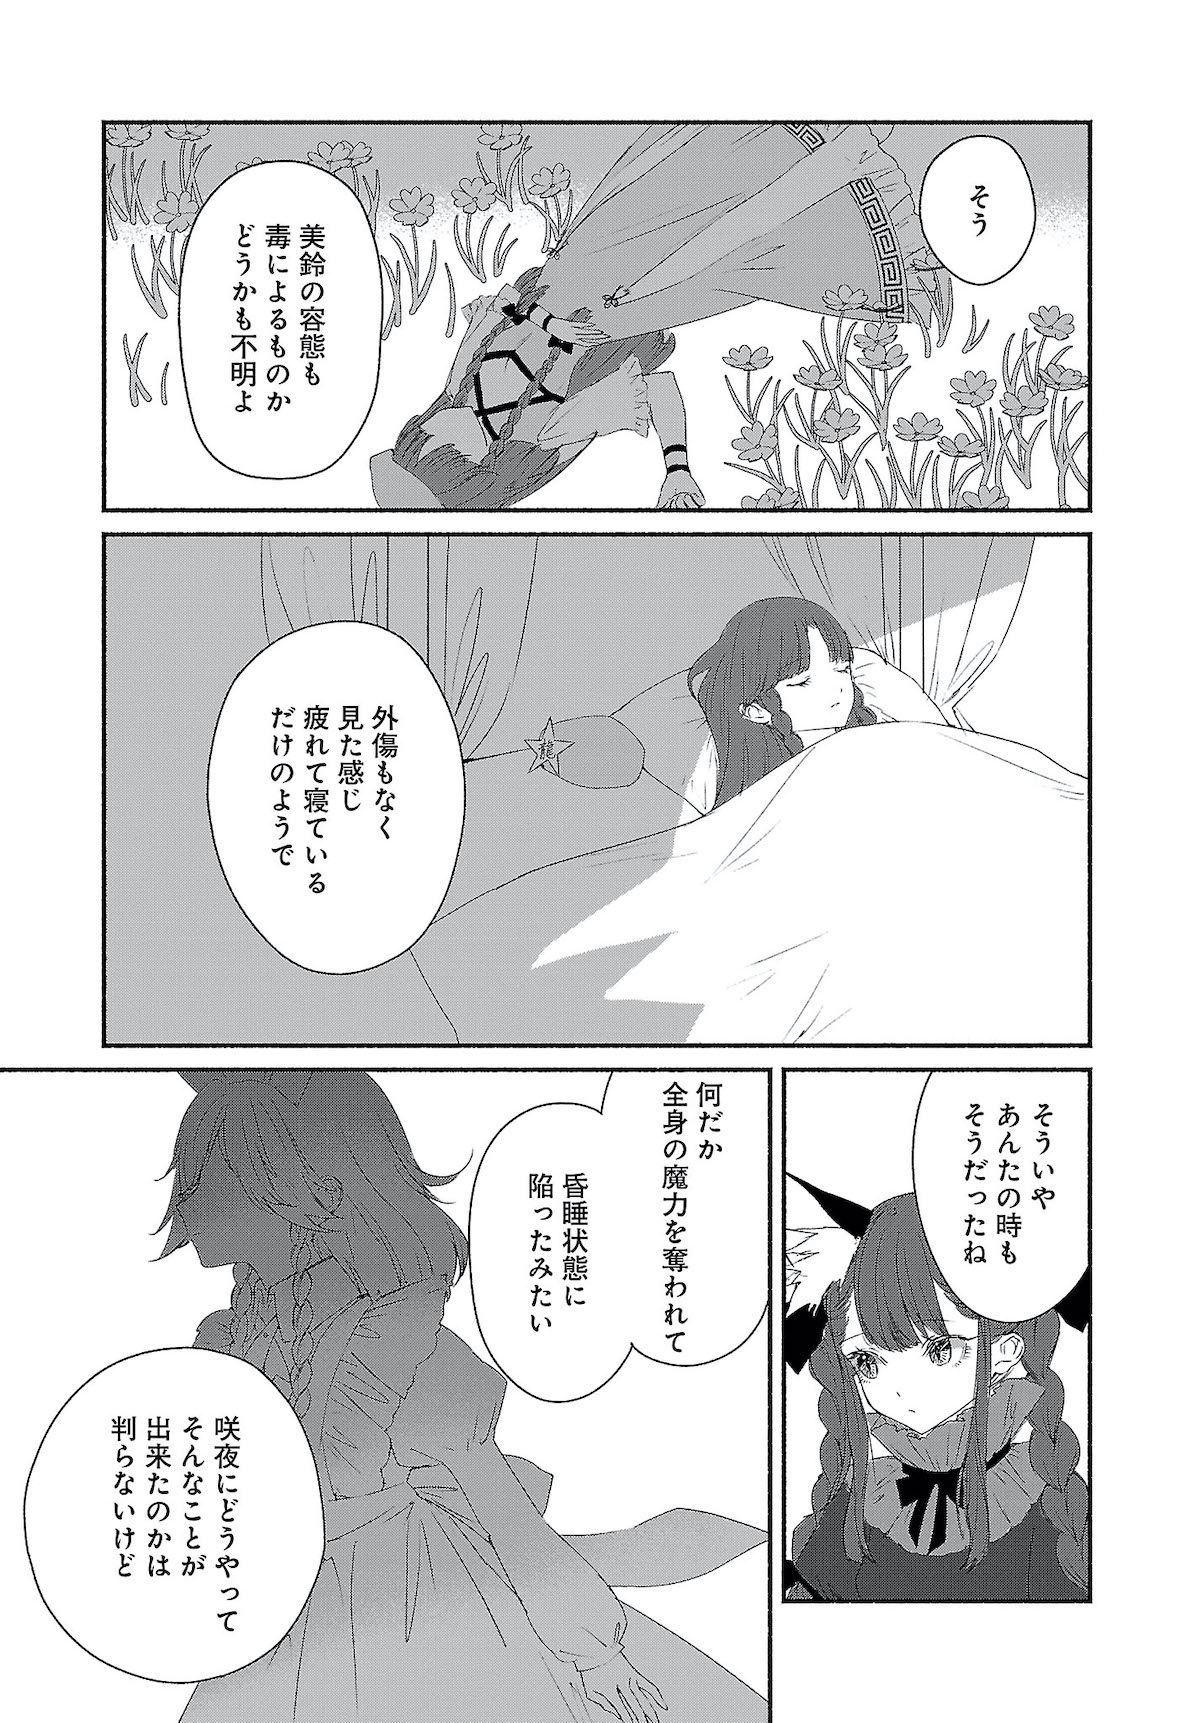 そう
美鈴の容態も
毒によるものか
どうかも不明よ
外傷もなく
見た感じ
疲れて寝ている
だけのようで
龍
そういや
あんたの時も
そうだったね
何だか
全身の魔力を奪われて
昏睡状態に
陥ったみたい
咲夜にどうやって
そんなことが
出来たのかは
判らないけど